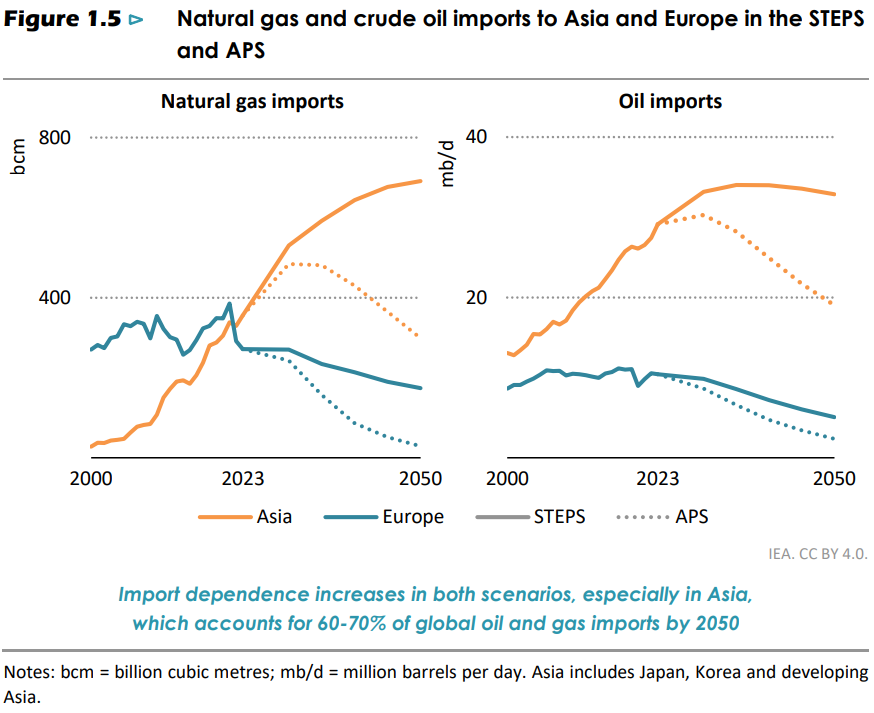 Figure 1.5 ▷ Natural gas and crude oil imports to Asia and Europe in the STEPS
and APS
Natural gas imports
Oil imports
bcm
800
400
2000 2023 2050
mb/d
40
20
2000 2023 2050
Asia Europe STEPS APS
IEA. CC BY 4.0.
Import dependence increases in both scenarios, especially in Asia,
which accounts for 60-70% of global oil and gas imports by 2050
Notes: bcm = billion cubic metres; mb/d = million barrels per day. Asia includes Japan, Korea and developing
Asia.